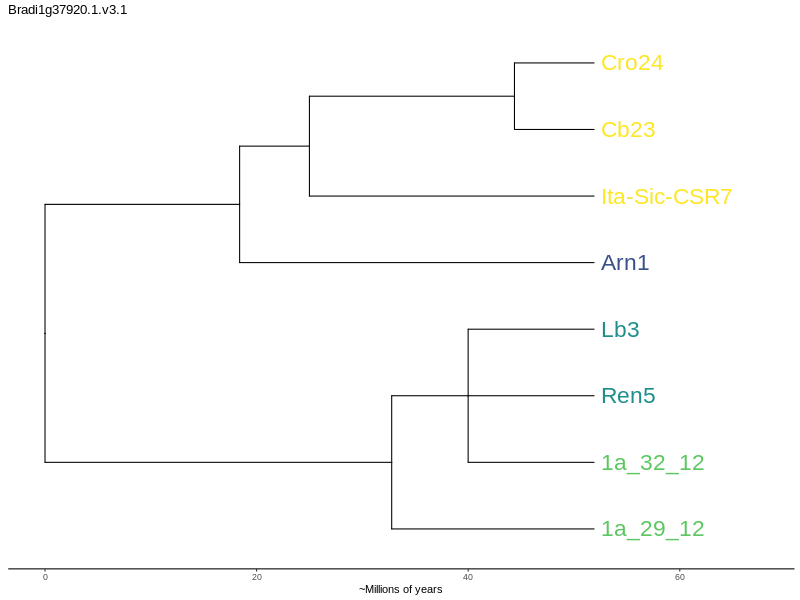 Bradi1g37920.1.v3.1
Cro24
Cb23
Ita-Sic-CSR7
Arn1
Lb3
Ren5
1a_32_12
1a_29_12
0 20 40 60
~Millions of years